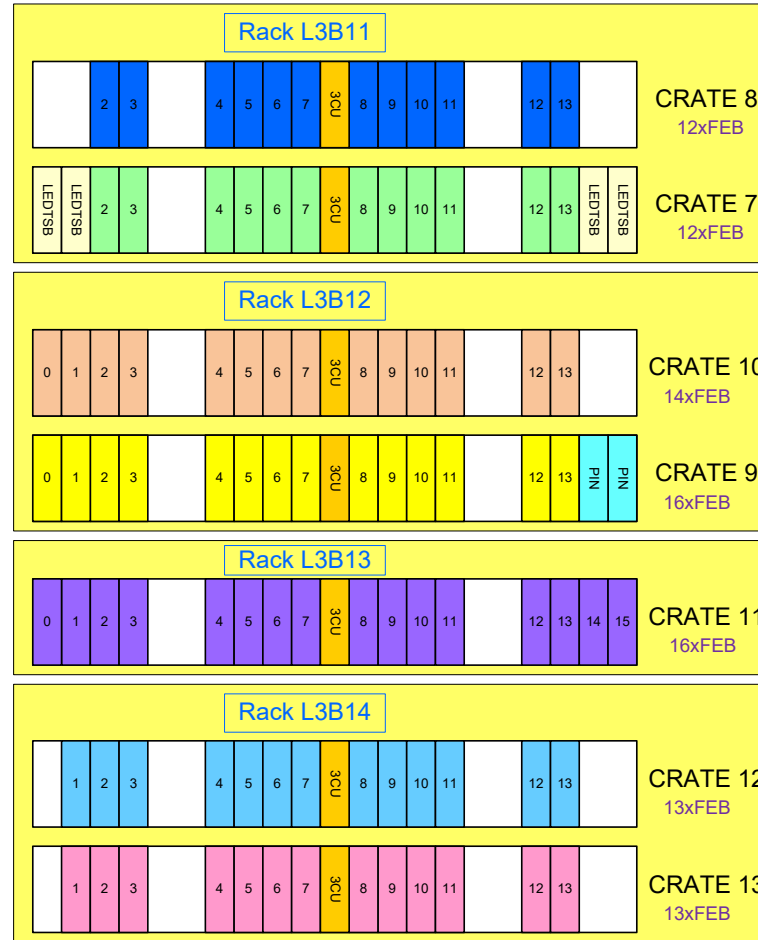 Rack L3B11
2 3 4 5 6 7 3CU 8 9 10 11 12 13
CRATE 8
12xFEB
LEDTSB LEDTSB 2 3 4 5 6 7 3CU 8 9 10 11 12 13 LEDTSB LEDTSB
CRATE 7
12xFEB
Rack L3B12
0 1 2 3 4 5 6 7 3CU 8 9 10 11 12 13
CRATE 10
14xFEB
0 1 2 3 4 5 6 7 3CU 8 9 10 11 12 13 PIN PIN
CRATE 9
16xFEB
Rack L3B13
0 1 2 3 4 5 6 7 3CU 8 9 10 11 12 13 14 15
CRATE 11
16xFEB
Rack L3B14
1 2 3 4 5 6 7 3CU 8 9 10 11 12 13
CRATE 12
13xFEB
1 2 3 4 5 6 7 3CU 8 9 10 11 12 13
CRATE 13
13xFEB